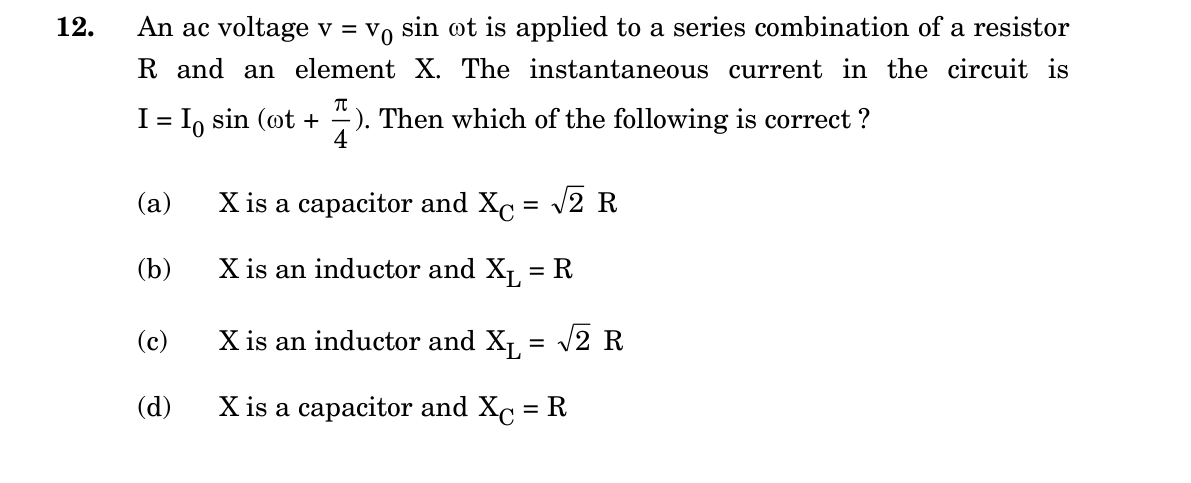 12. An ac voltage v = v₀ sin ωt is applied to a series combination of a resistor
R and an element X. The instantaneous current in the circuit is
I = I₀ sin (ωt + π/4). Then which of the following is correct ?
(a) X is a capacitor and X_C = √2 R
(b) X is an inductor and X_L = R
(c) X is an inductor and X_L = √2 R
(d) X is a capacitor and X_C = R